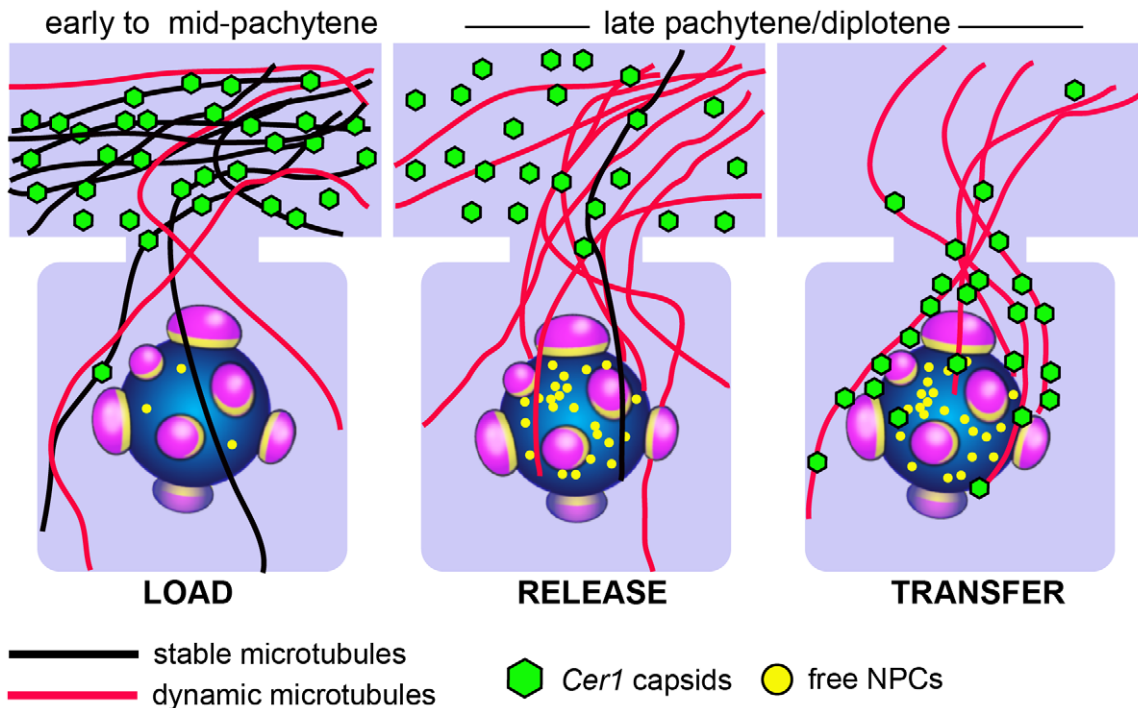 early to mid-pachytene
late pachytene/diplotene
LOAD
RELEASE
TRANSFER
stable microtubules
dynamic microtubules
Cer1 capsids
free NPCs